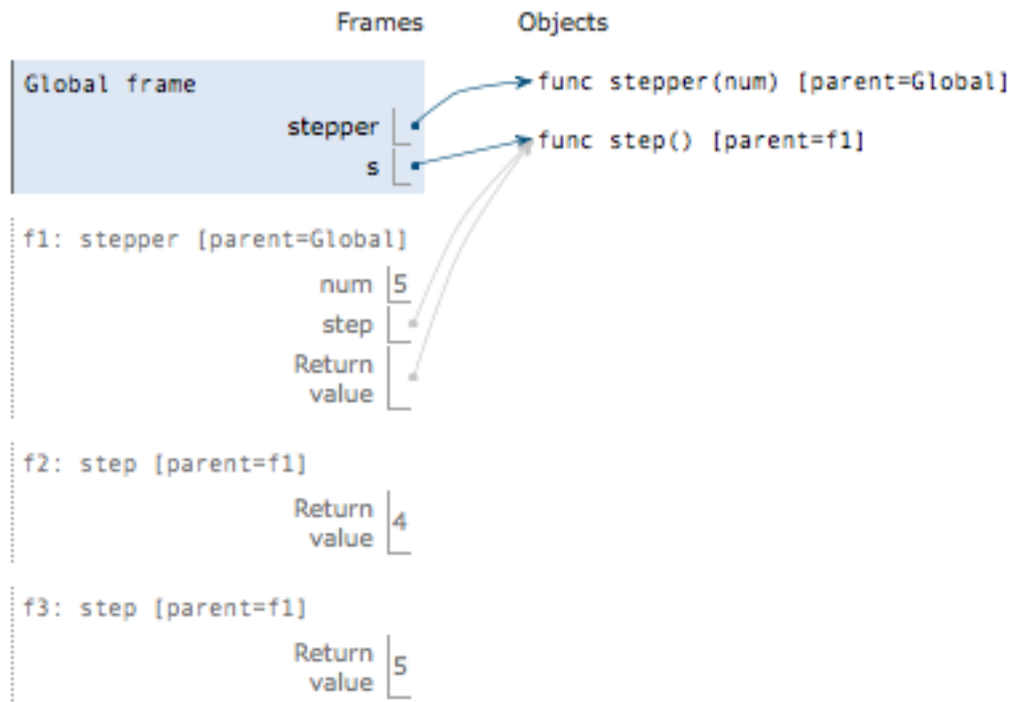 Frames Objects
Global frame
func stepper(num) [parent=Global]
stepper
func step() [parent=f1]
s
f1: stepper [parent=Global]
num 5
step
Return
value
f2: step [parent=f1]
Return
value 4
f3: step [parent=f1]
Return
value 5